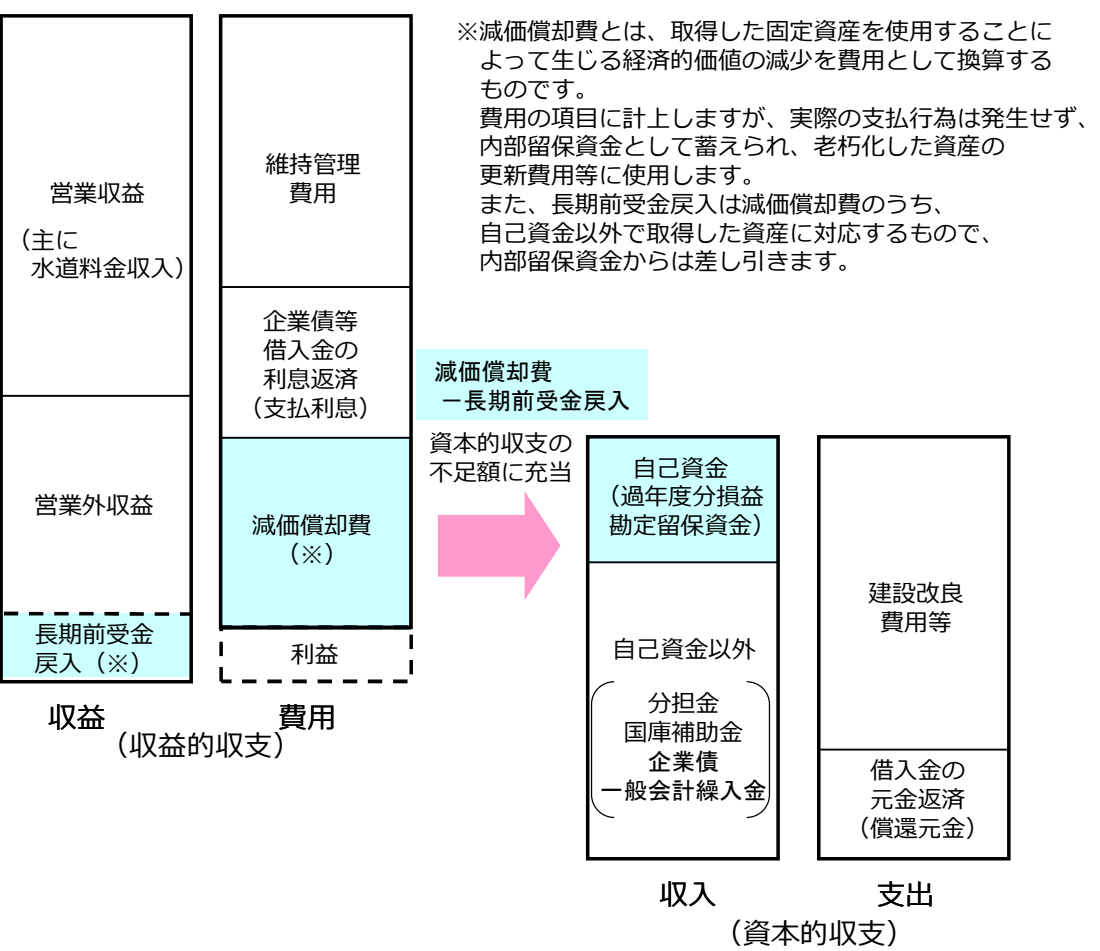 ※減価償却費とは、取得した固定資産を使用することに
よって生じる経済的価値の減少を費用として換算する
ものです。
費用の項目に計上しますが、実際の支払行為は発生せず、
内部留保資金として蓄えられ、老朽化した資産の
更新費用等に使用します。
また、長期前受金戻入は減価償却費のうち、
自己資金以外で取得した資産に対応するもので、
内部留保資金からは差し引きます。
営業収益
（主に
水道料金収入）
営業外収益
長期前受金
戻入（※）
収益
維持管理
費用
企業債等
借入金の
利息返済
（支払利息）
減価償却費
（※）
利益
費用
（収益的収支）
減価償却費
－長期前受金戻入
資本的収支の
不足額に充当
自己資金
（過年度分損益
勘定留保資金）
自己資金以外
分担金
国庫補助金
企業債
一般会計繰入金
収入
建設改良
費用等
借入金の
元金返済
（償還元金）
支出
（資本的収支）